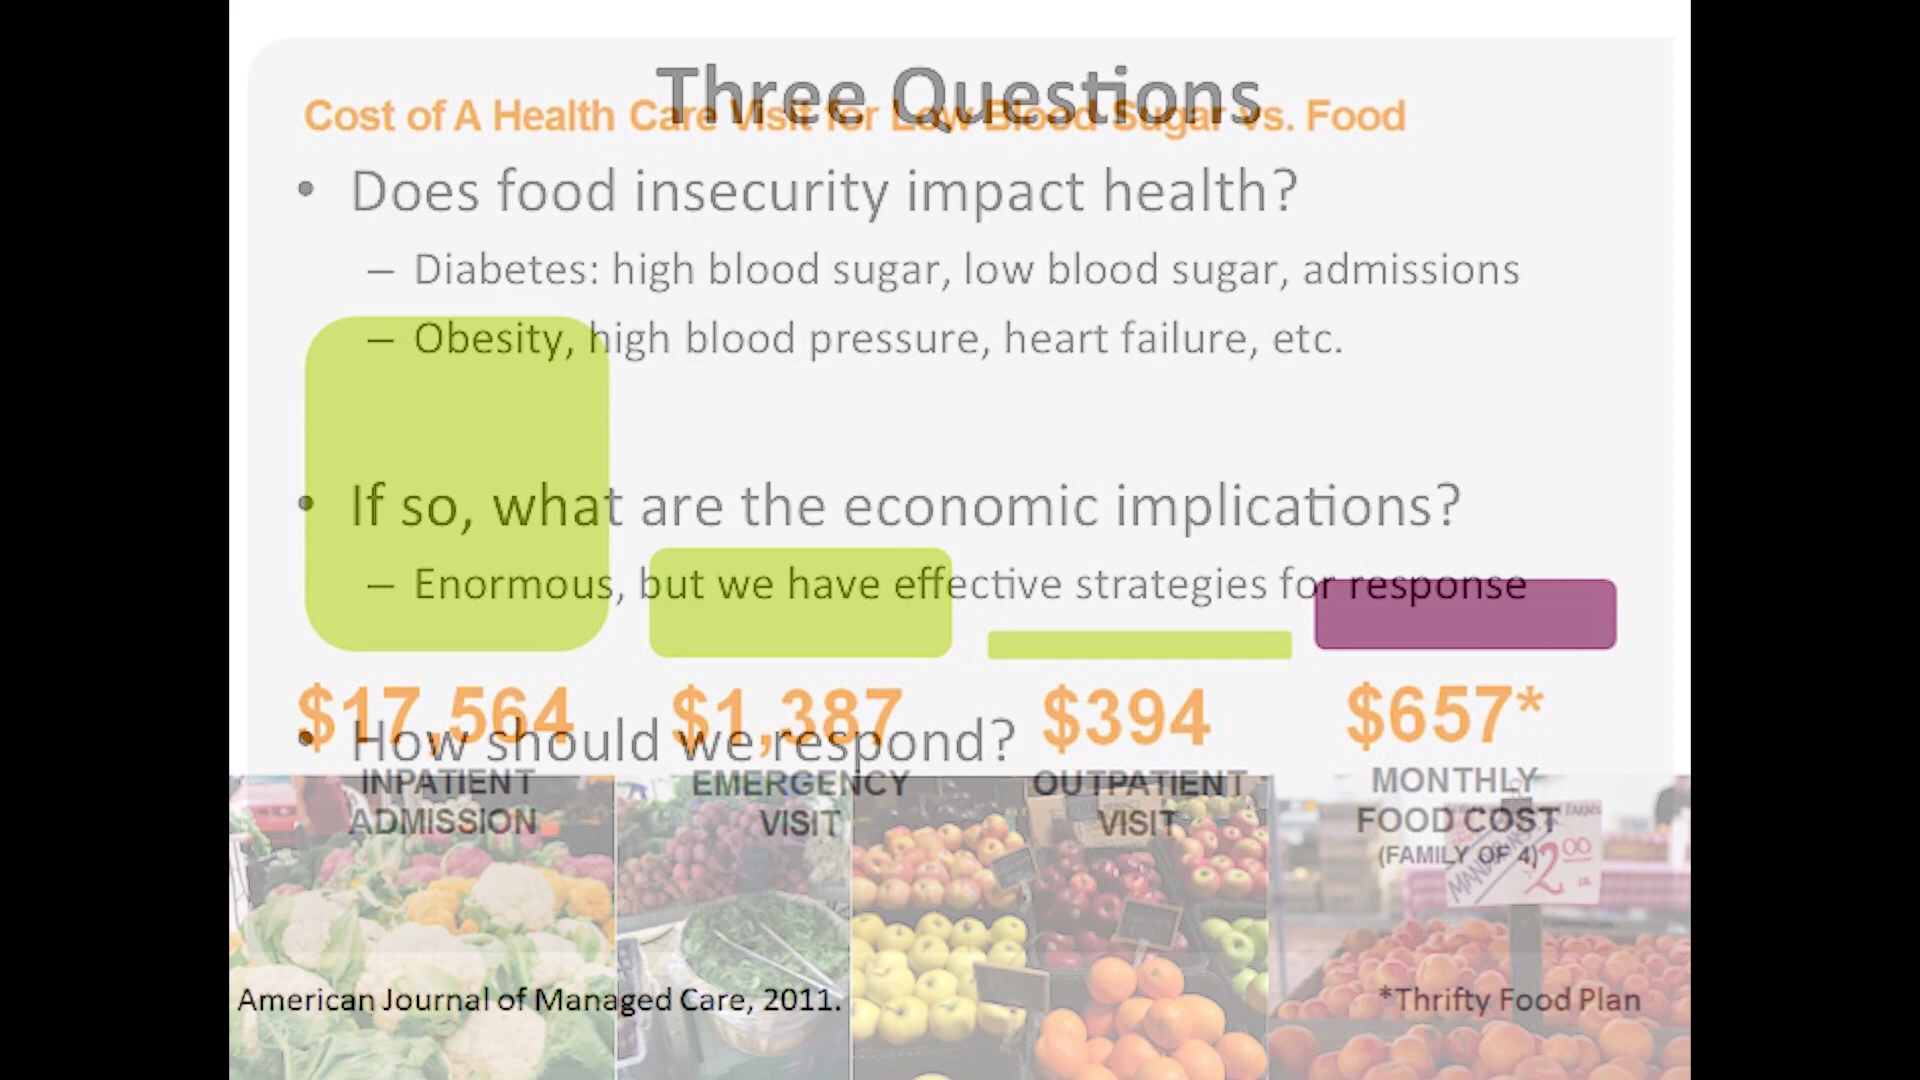 Three Questions
Cost of A Health Care Visit for Low Blood Sugar vs. Food
• Does food insecurity impact health?
– Diabetes: high blood sugar, low blood sugar, admissions
– Obesity, high blood pressure, heart failure, etc.
• If so, what are the economic implications?
– Enormous, but we have effective strategies for response
$17,564
$1,387
$394
$657*
• How should we respond?
INPATIENT
ADMISSION
EMERGENCY
VISIT
OUTPATIENT
VISIT
MONTHLY
FOOD COST
(FAMILY OF 4)
FARMS
2.00
American Journal of Managed Care, 2011.
*Thrifty Food Plan